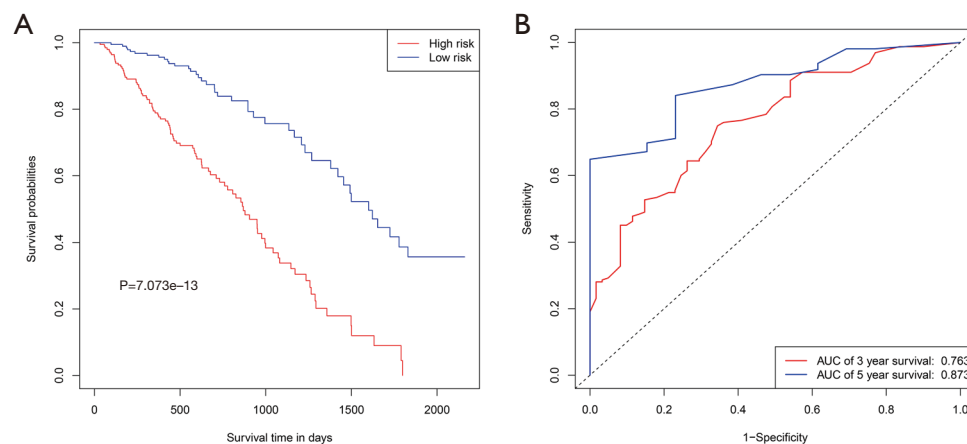 A
Survival probabilities
1.0
0.8
0.6
0.4
0.2
0.0
High risk
Low risk
P=7.073e–13
0
500
1000
1500
2000
Survival time in days
B
Sensitivity
1.0
0.8
0.6
0.4
0.2
0.0
AUC of 3 year survival: 0.763
AUC of 5 year survival: 0.873
0.0
0.2
0.4
0.6
0.8
1.0
1–Specificity